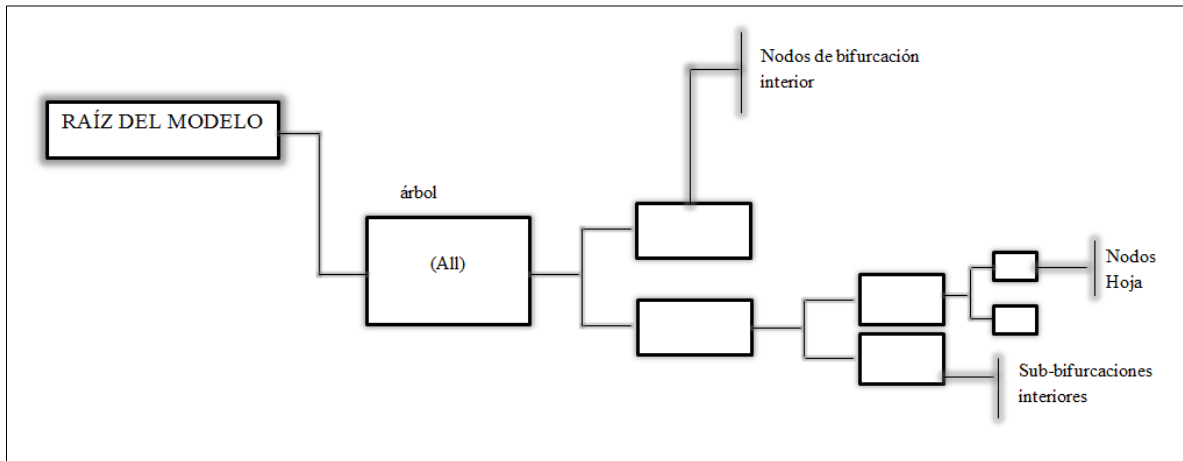 Nodos de bifurcación
interior
RAÍZ DEL MODELO
árbol
(All)
Nodos
Hoja
Sub-bifurcaciones
interiores